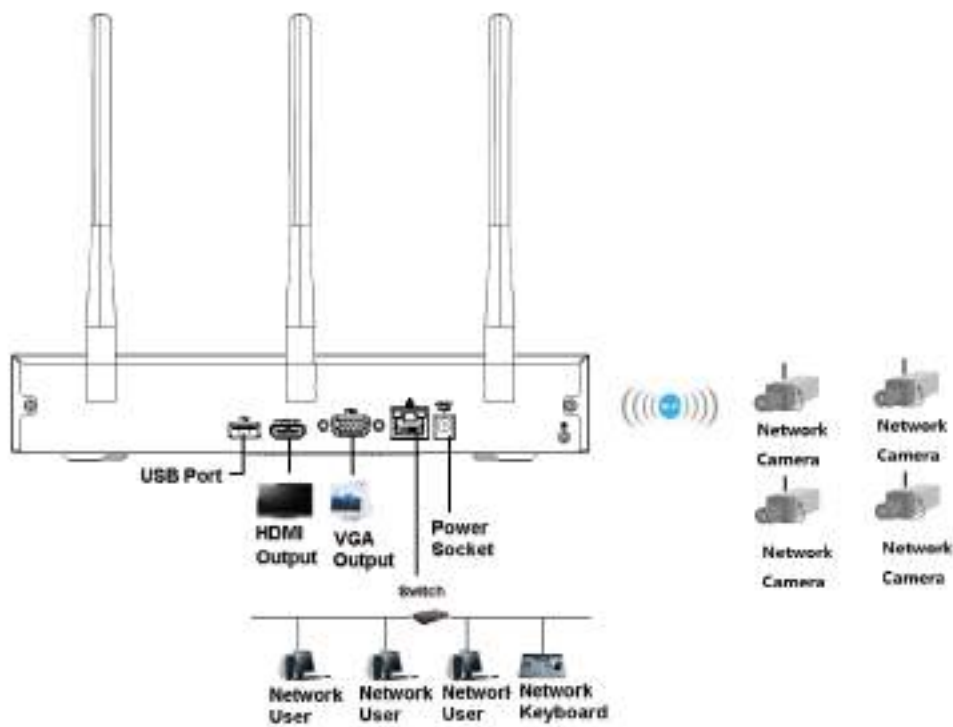 USB Port
HDMI
Output
VGA
Output
Power
Socket
Switch
Network
User
Network
User
Network
User
Network
Keyboard
Network
Camera
Network
Camera
Network
Camera
Network
Camera